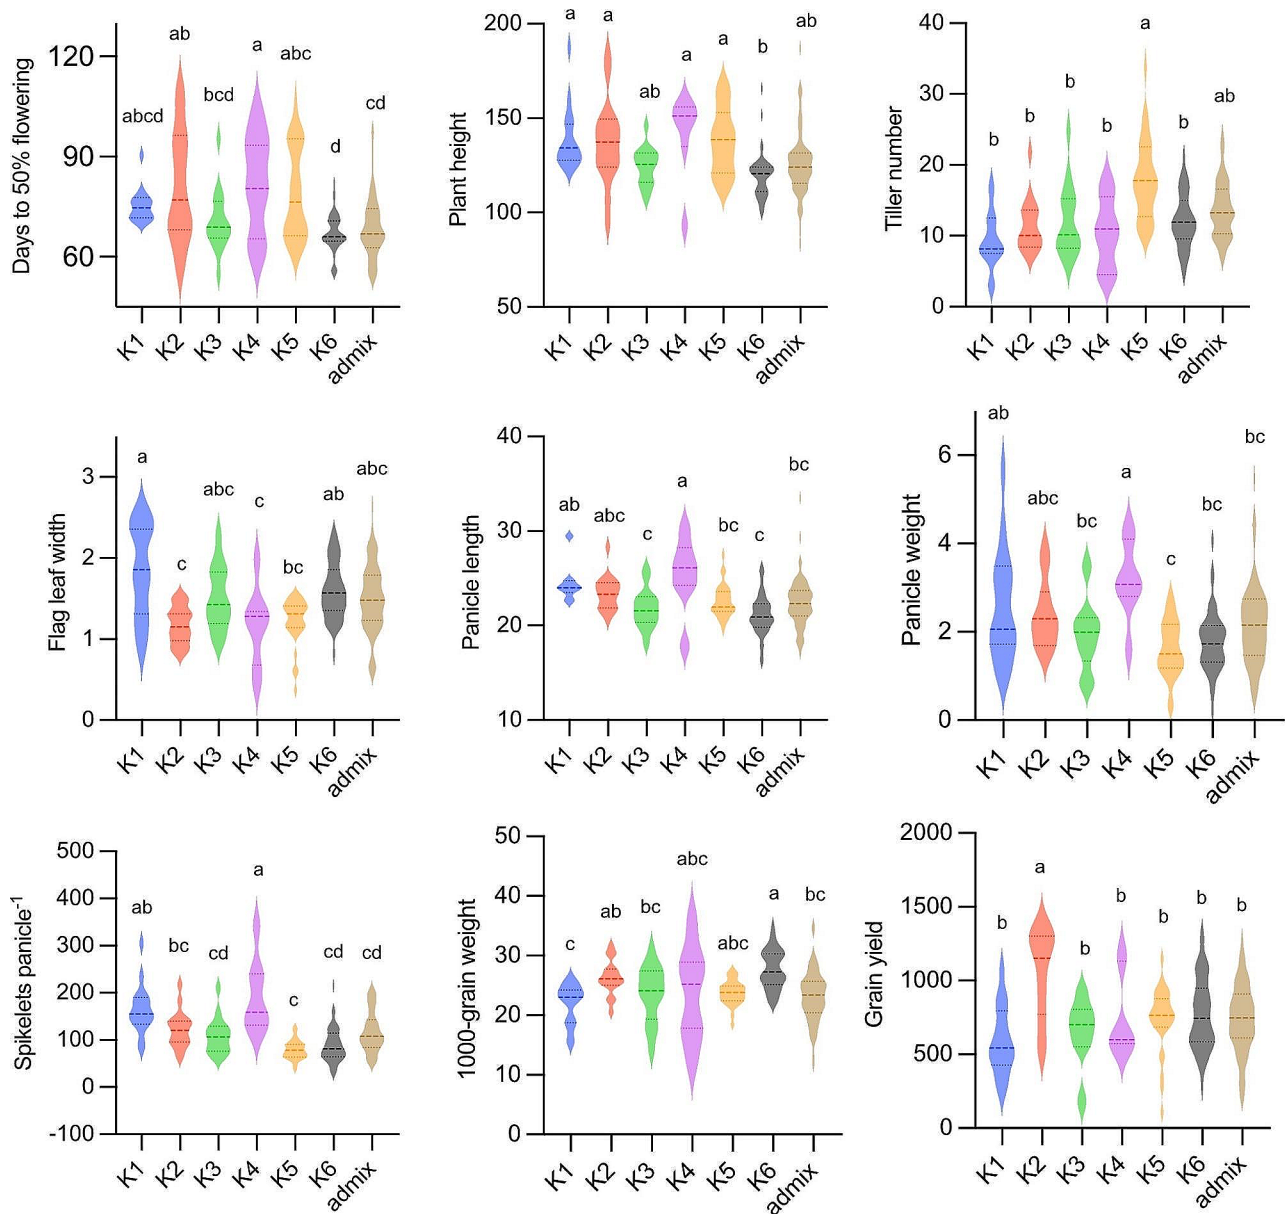 Days to 50% flowering
120
90
60
abcd
ab
bcd
a
abc
d
cd
K1
K2
K3
K4
K5
K6
admix
Plant height
200
150
100
50
a
a
ab
a
a
b
ab
K1
K2
K3
K4
K5
K6
admix
Tiller number
40
30
20
10
0
b
b
b
b
a
b
ab
K1
K2
K3
K4
K5
K6
admix
Flag leaf width
3
2
1
0
a
c
abc
c
bc
ab
abc
K1
K2
K3
K4
K5
K6
admix
Panicle length
40
30
20
10
ab
abc
c
a
bc
c
bc
K1
K2
K3
K4
K5
K6
admix
Panicle weight
6
4
2
0
ab
abc
bc
a
c
bc
bc
K1
K2
K3
K4
K5
K6
admix
Spikelets panicle⁻¹
500
400
300
200
100
0
-100
ab
bc
cd
a
c
cd
cd
K1
K2
K3
K4
K5
K6
admix
1000-grain weight
50
40
30
20
10
0
c
ab
bc
abc
abc
a
bc
K1
K2
K3
K4
K5
K6
admix
Grain yield
2000
1500
1000
500
0
b
a
b
b
b
b
b
K1
K2
K3
K4
K5
K6
admix